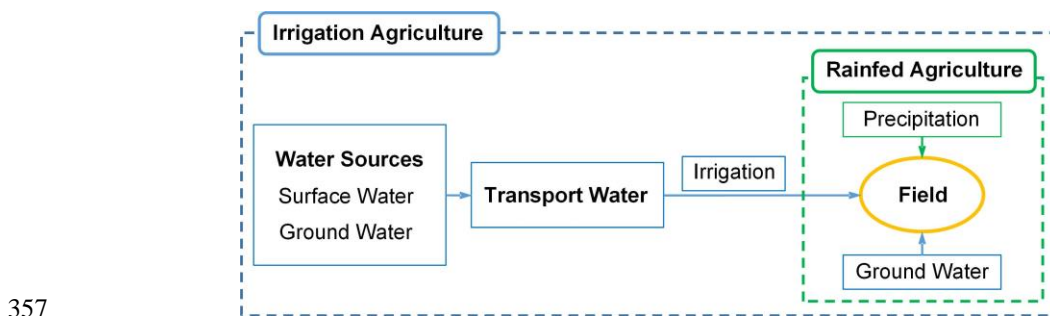 Irrigation Agriculture
Rainfed Agriculture
Precipitation
Water Sources
Surface Water
Ground Water
Transport Water
Irrigation
Field
Ground Water
357